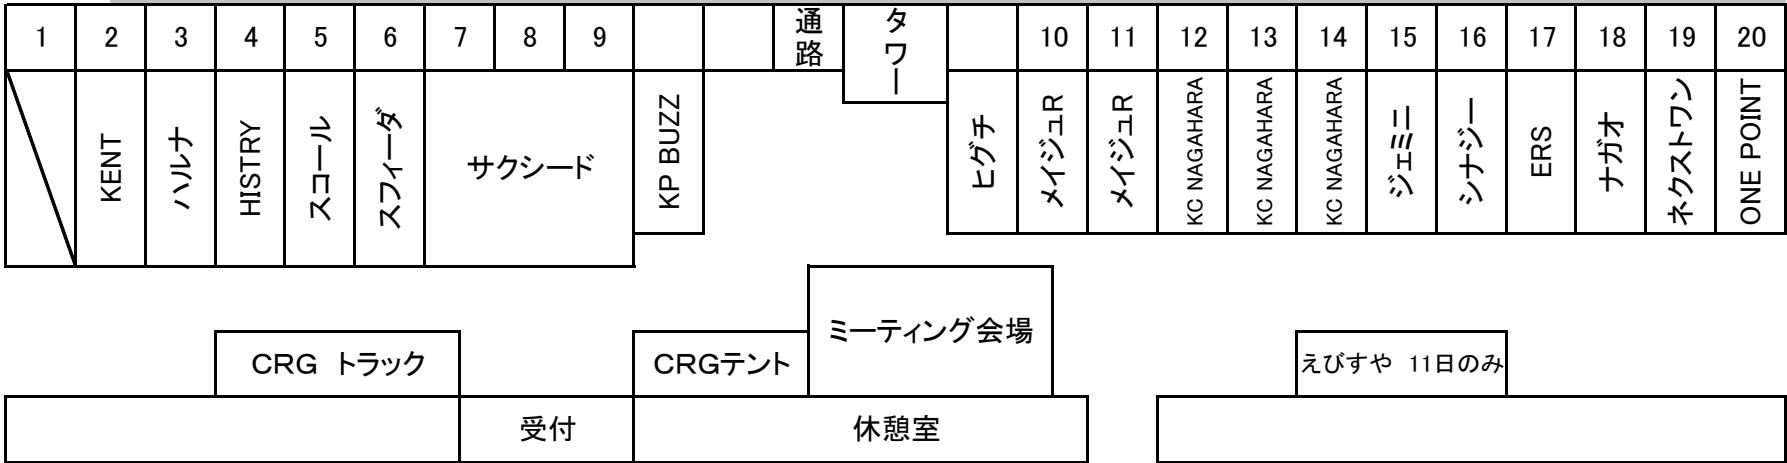 1 2 3 4 5 6 7 8 9 通路 タワー 10 11 12 13 14 15 16 17 18 19 20
KENT ハルナ HISTRY スコール スフィーダ サクシード KP BUZZ ヒグチ メイジュR メイジュR KC NAGAHARA KC NAGAHARA KC NAGAHARA ジェミニ シナジー ERS ナガオ ネクストワン ONE POINT
ミーティング会場
CRG トラック CRGテント えびすや 11日のみ
受付 休憩室